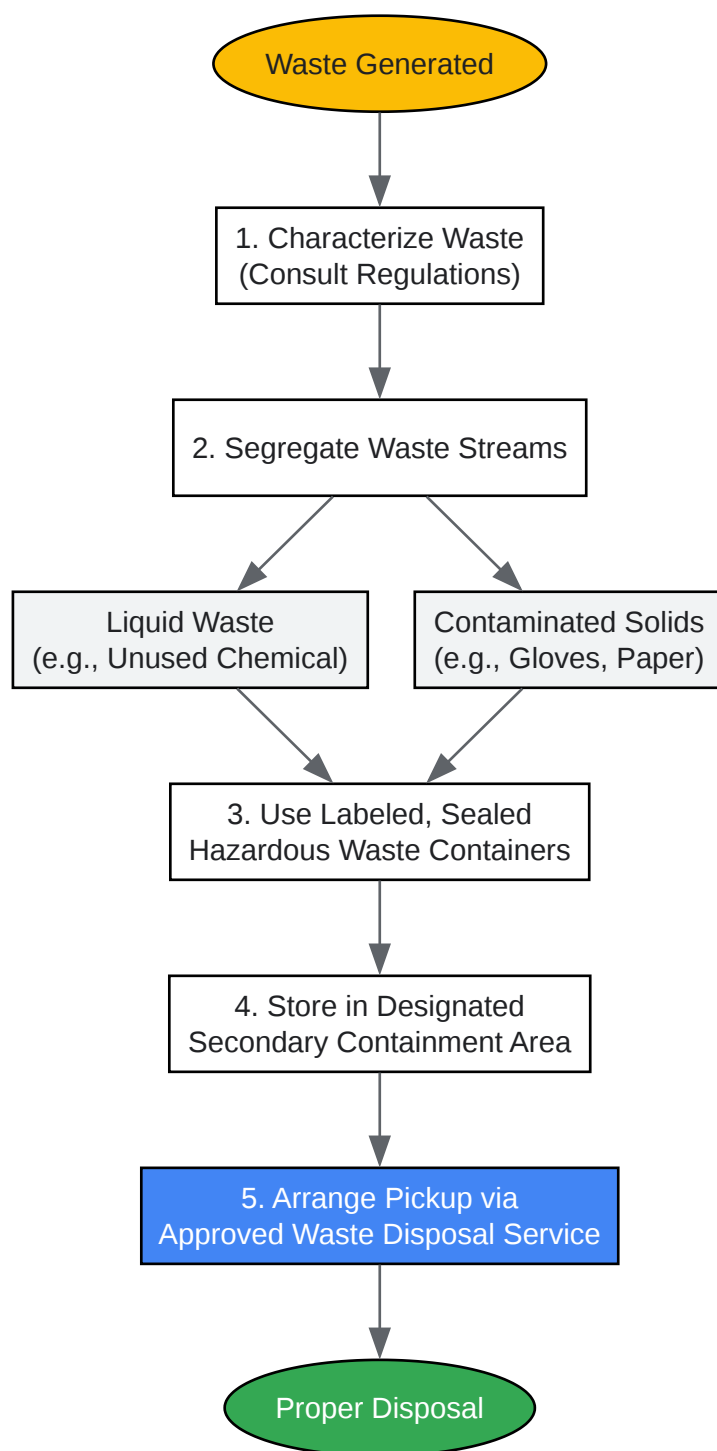 Waste Generated
1. Characterize Waste
(Consult Regulations)
2. Segregate Waste Streams
Liquid Waste
(e.g., Unused Chemical)
Contaminated Solids
(e.g., Gloves, Paper)
3. Use Labeled, Sealed
Hazardous Waste Containers
4. Store in Designated
Secondary Containment Area
5. Arrange Pickup via
Approved Waste Disposal Service
Proper Disposal